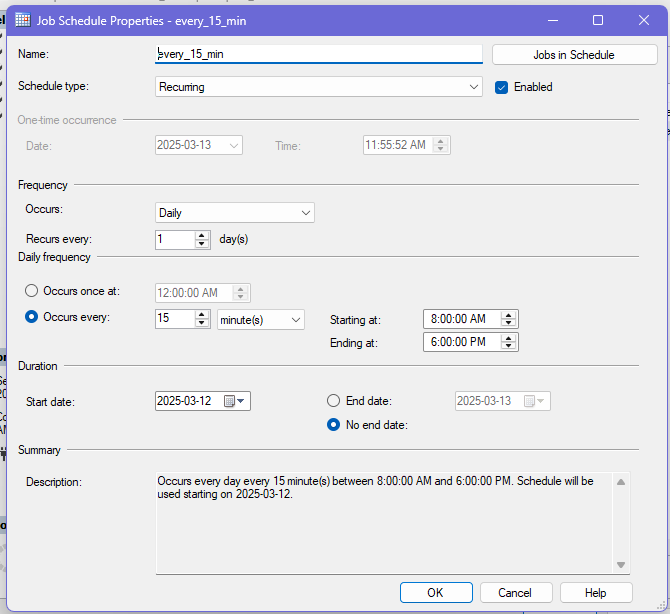 Job Schedule Properties - every_15_min
Name:
every_15_min
Jobs in Schedule
Schedule type:
Recurring
Enabled
One-time occurrence
Date:
2025-03-13
Time:
11:55:52 AM
Frequency
Occurs:
Daily
Recurs every:
1
day(s)
Daily frequency
Occurs once at:
12:00:00 AM
Occurs every:
15
minute(s)
Starting at:
8:00:00 AM
Ending at:
6:00:00 PM
Duration
Start date:
2025-03-12
End date:
2025-03-13
No end date:
Summary
Description:
Occurs every day every 15 minute(s) between 8:00:00 AM and 6:00:00 PM. Schedule will be
used starting on 2025-03-12.
OK
Cancel
Help